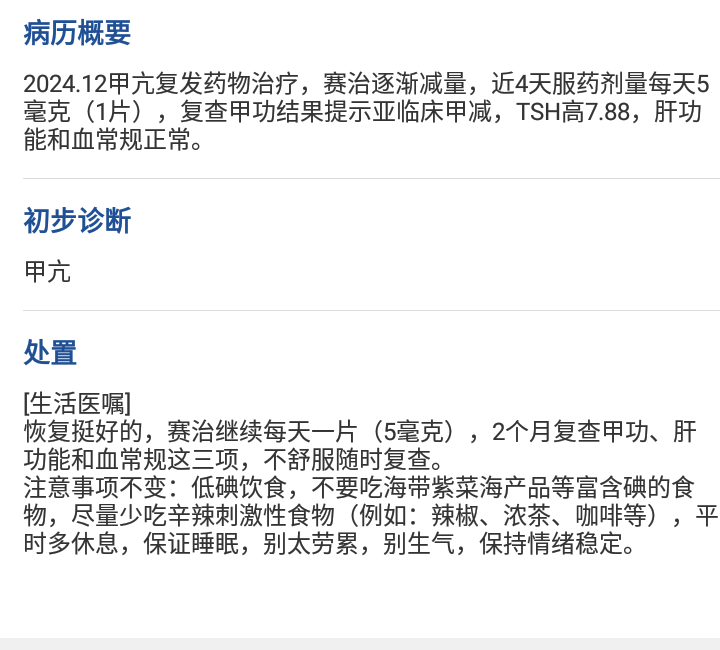 病历概要
2024.12甲亢复发药物治疗，赛治逐渐减量，近4天服药剂量每天5
毫克（1片），复查甲功结果提示亚临床甲减，TSH高7.88，肝功
能和血常规正常。
初步诊断
甲亢
处置
[生活医嘱]
恢复挺好的，赛治继续每天一片（5毫克），2个月复查甲功、肝
功能和血常规这三项，不舒服随时复查。
注意事项不变：低碘饮食，不要吃海带紫菜海产品等富含碘的食
物，尽量少吃辛辣刺激性食物（例如：辣椒、浓茶、咖啡等），平
时多休息，保证睡眠，别太劳累，别生气，保持情绪稳定。